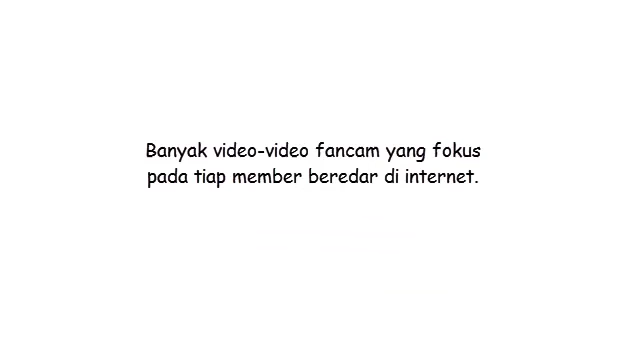 Banyak video-video fancam yang fokus
pada tiap member beredar di internet.